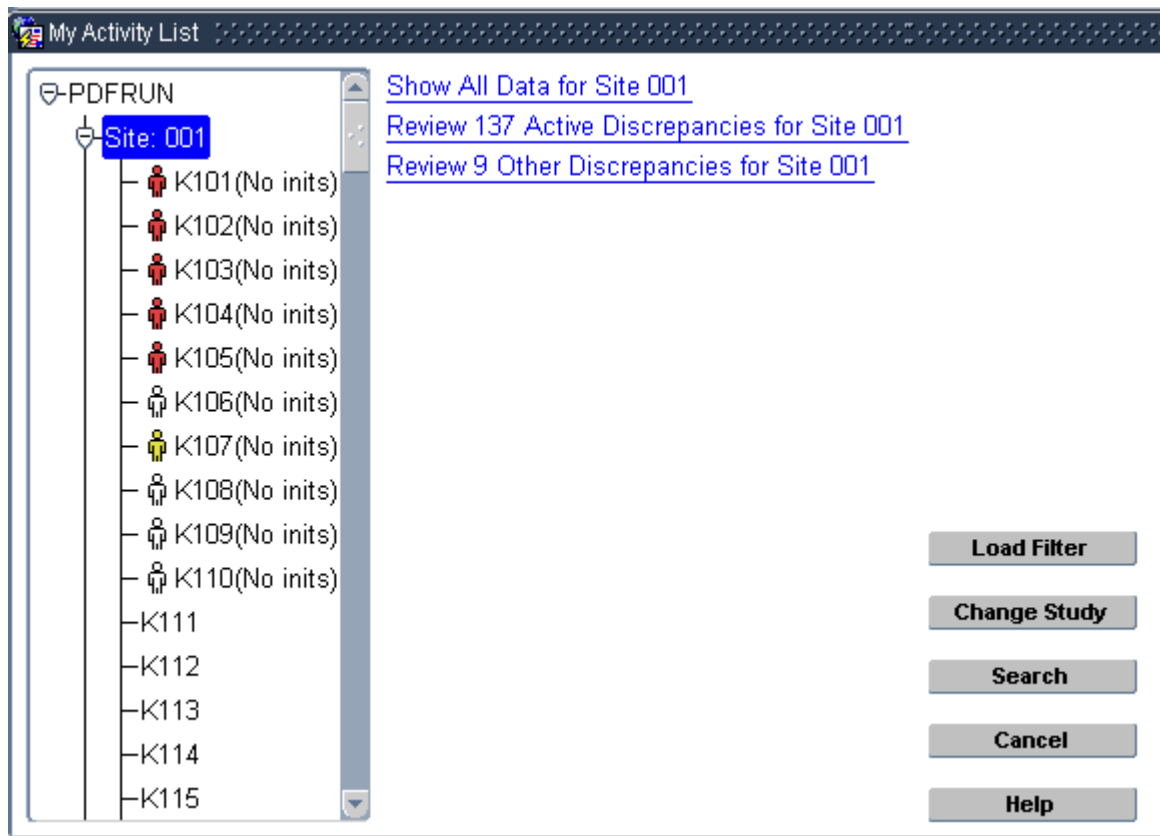 My Activity List
PDFRUN
Site: 001
K101(No inits)
K102(No inits)
K103(No inits)
K104(No inits)
K105(No inits)
K106(No inits)
K107(No inits)
K108(No inits)
K109(No inits)
K110(No inits)
K111
K112
K113
K114
K115
Show All Data for Site 001
Review 137 Active Discrepancies for Site 001
Review 9 Other Discrepancies for Site 001
Load Filter
Change Study
Search
Cancel
Help